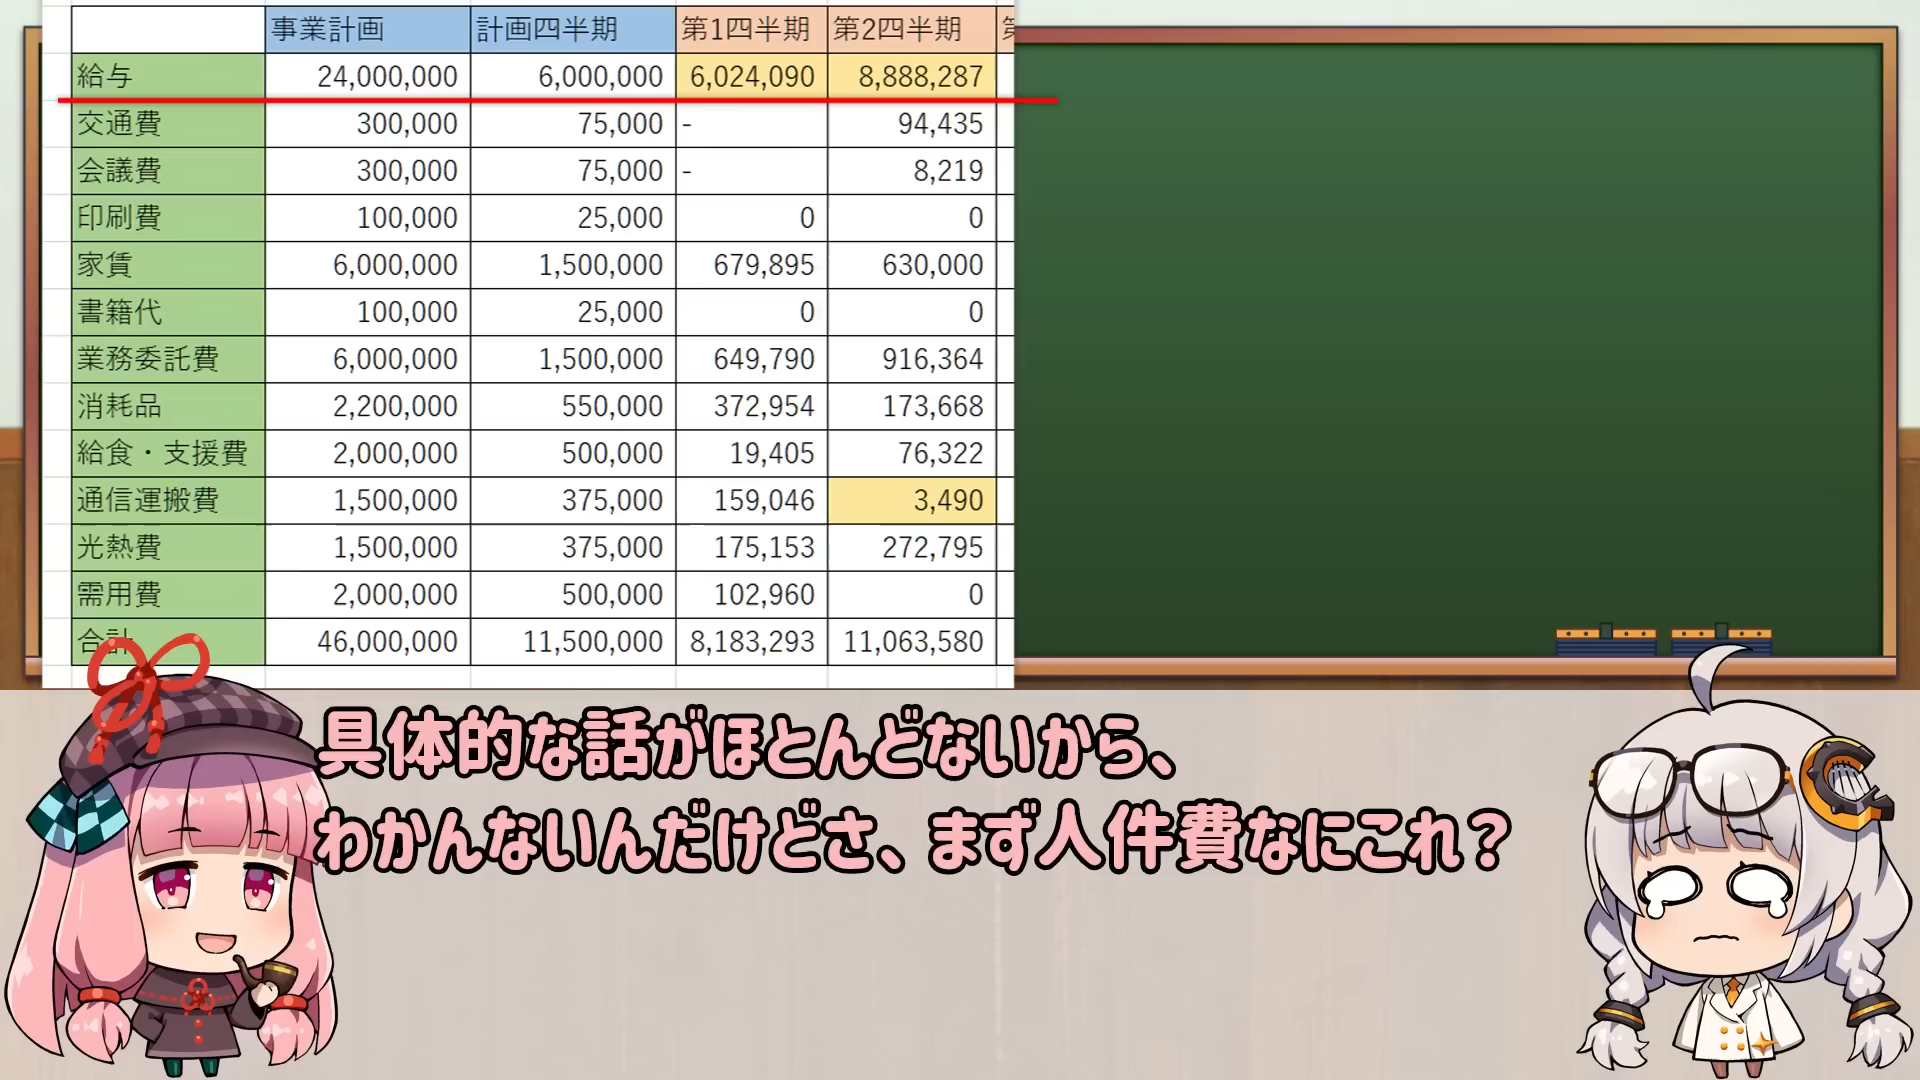 事業計画 計画四半期 第1四半期 第2四半期
給与 24,000,000 6,000,000 6,024,090 8,888,287
交通費 300,000 75,000 - 94,435
会議費 300,000 75,000 - 8,219
印刷費 100,000 25,000 0 0
家賃 6,000,000 1,500,000 679,895 630,000
書籍代 100,000 25,000 0 0
業務委託費 6,000,000 1,500,000 649,790 916,364
消耗品 2,200,000 550,000 372,954 173,668
給食・支援費 2,000,000 500,000 19,405 76,322
通信運搬費 1,500,000 375,000 159,046 3,490
光熱費 1,500,000 375,000 175,153 272,795
需用費 2,000,000 500,000 102,960 0
合計 46,000,000 11,500,000 8,183,293 11,063,580
具体的な話がほとんどないから、
わかんないんだけどさ、まず人件費なにこれ？